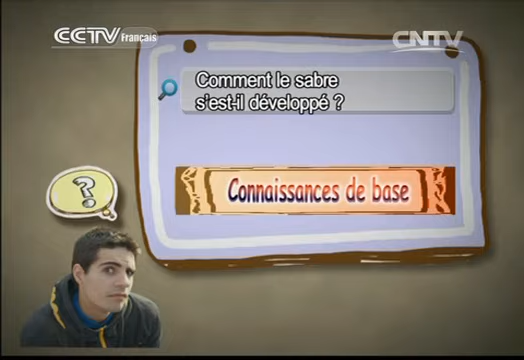 CCTV Français
CNTV
Comment le sabre
s'est-il développé ?
?
Connaissances de base